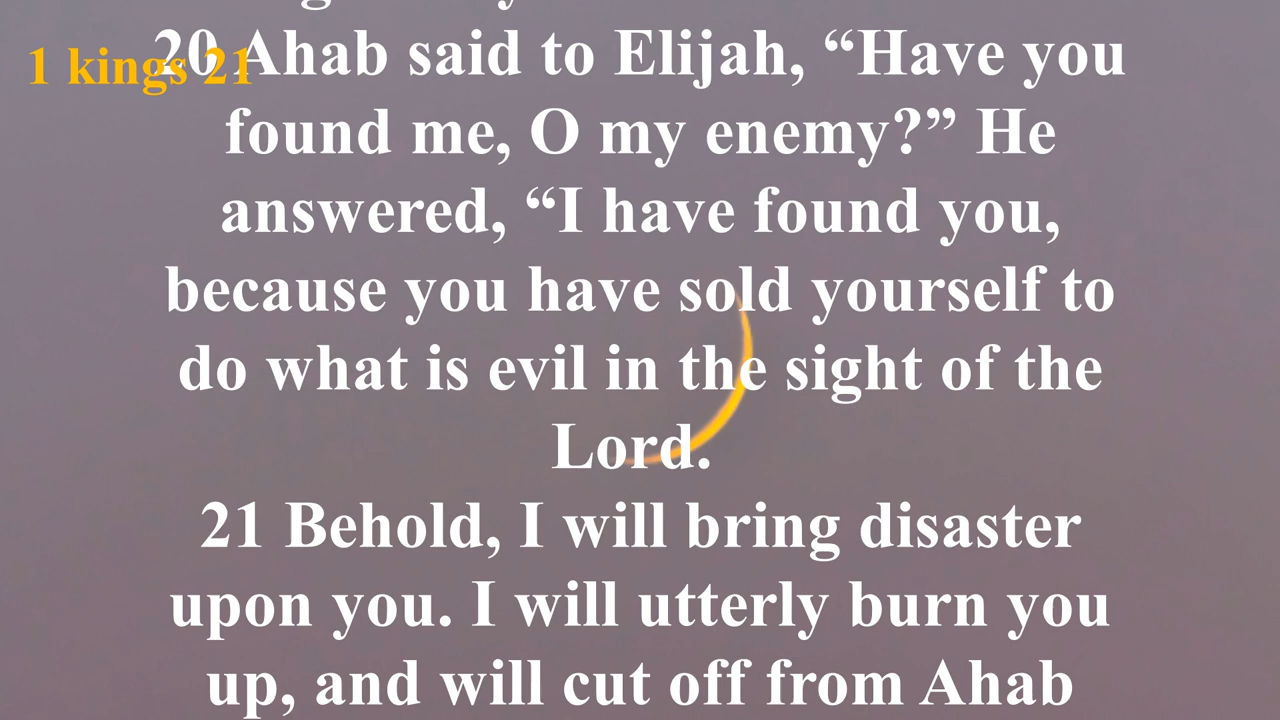 1 kings 21
20 Ahab said to Elijah, “Have you
found me, O my enemy?” He
answered, “I have found you,
because you have sold yourself to
do what is evil in the sight of the
Lord.
21 Behold, I will bring disaster
upon you. I will utterly burn you
up, and will cut off from Ahab